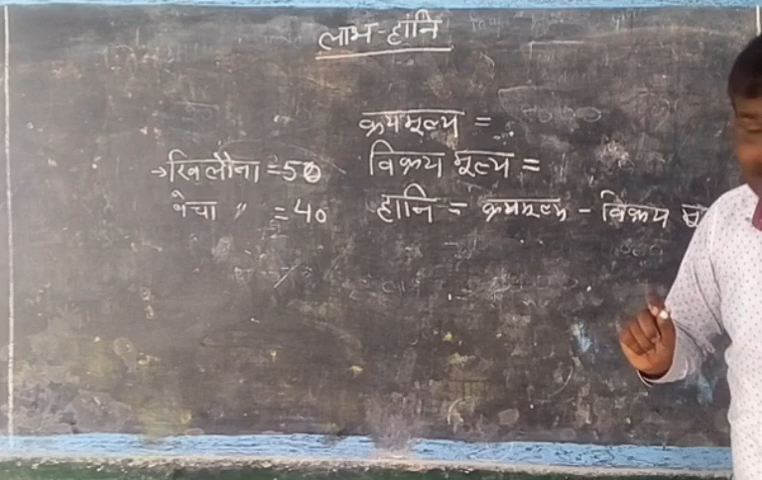 लाभ-हानि
क्रयमूल्य =
→खिलौना = 50
विक्रय मूल्य =
बेचा " = 40
हानि = क्रयमूल्य - विक्रय